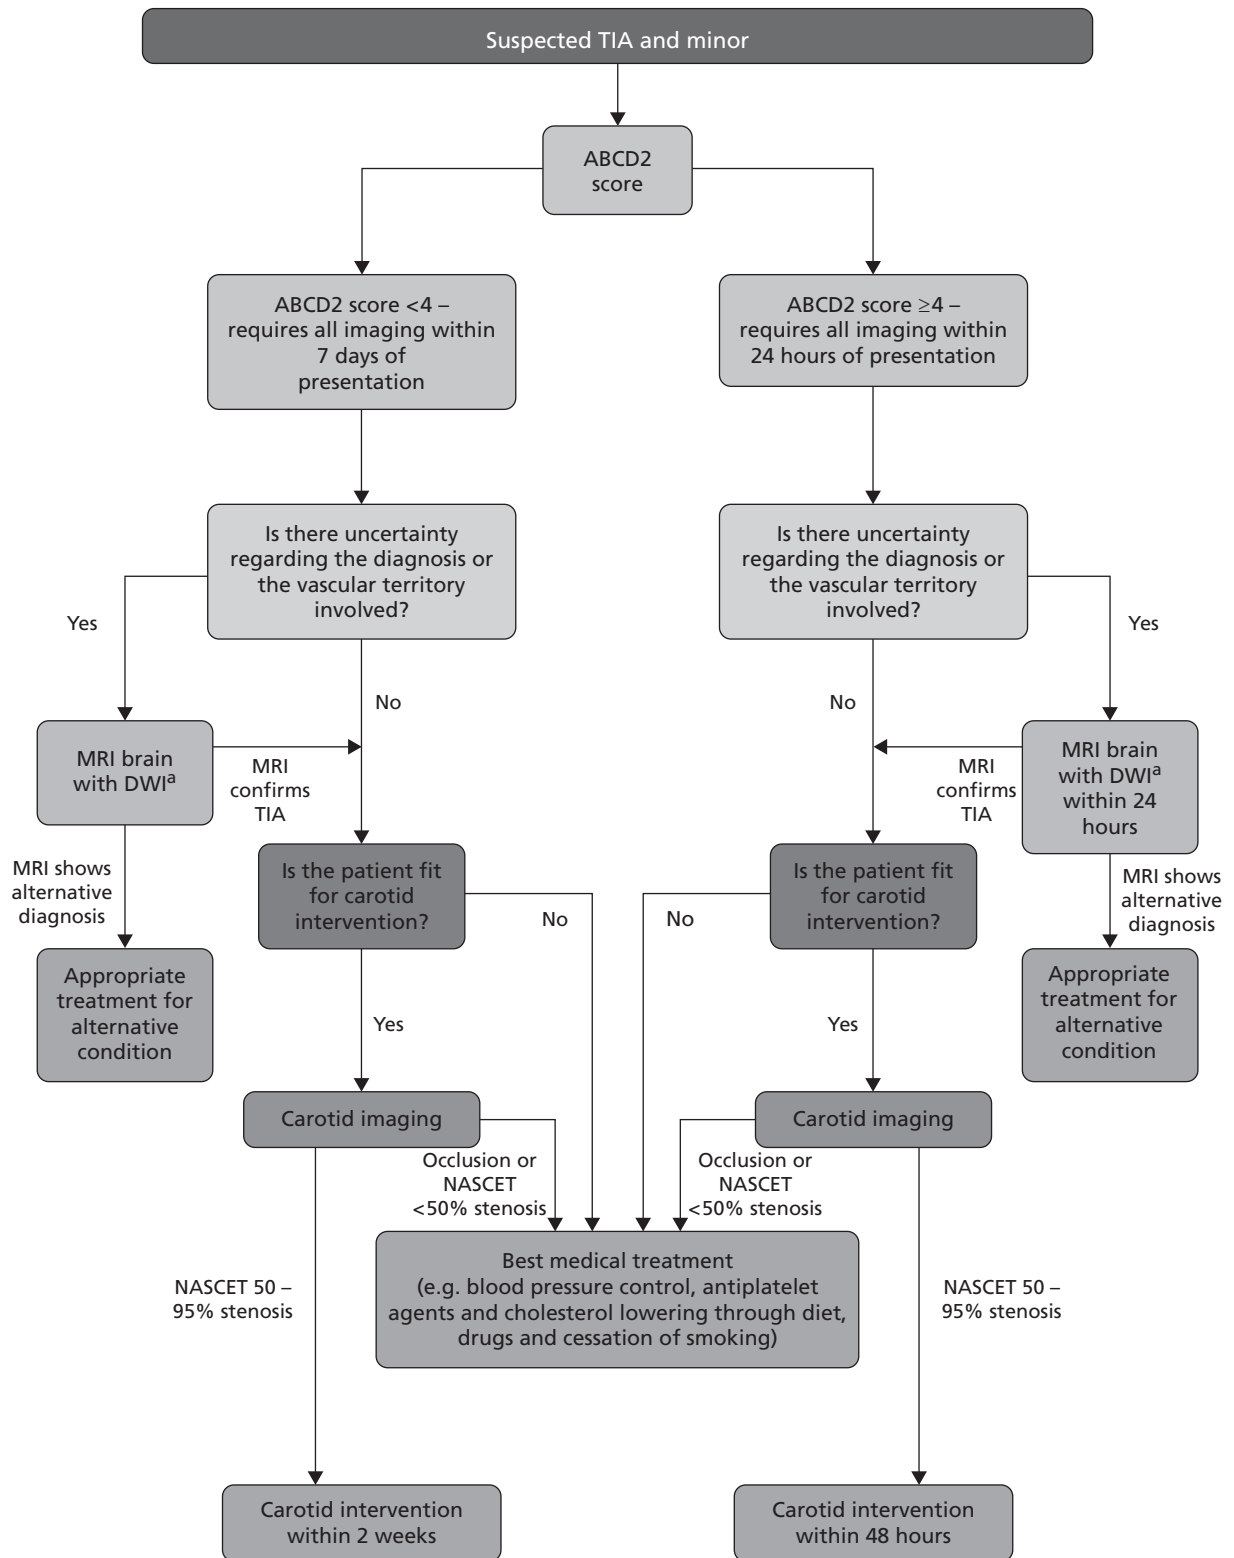 Suspected TIA and minor
ABCD2
score
ABCD2 score <4 –
requires all imaging within
7 days of
presentation
ABCD2 score ≥4 –
requires all imaging within
24 hours of presentation
Is there uncertainty
regarding the diagnosis or
the vascular territory
involved?
Is there uncertainty
regarding the diagnosis or
the vascular territory
involved?
Yes
Yes
No
No
MRI brain
with DWIa
MRI
confirms
TIA
MRI
confirms
TIA
MRI brain
with DWIa
within 24
hours
MRI shows
alternative
diagnosis
Is the patient fit
for carotid
intervention?
Is the patient fit
for carotid
intervention?
MRI shows
alternative
diagnosis
No
No
Appropriate
treatment for
alternative
condition
Yes
Yes
Appropriate
treatment for
alternative
condition
Carotid imaging
Carotid imaging
Occlusion or
NASCET
<50% stenosis
Occlusion or
NASCET
<50% stenosis
Best medical treatment
(e.g. blood pressure control, antiplatelet
agents and cholesterol lowering through diet,
drugs and cessation of smoking)
NASCET 50 –
95% stenosis
NASCET 50 –
95% stenosis
Carotid intervention
within 2 weeks
Carotid intervention
within 48 hours